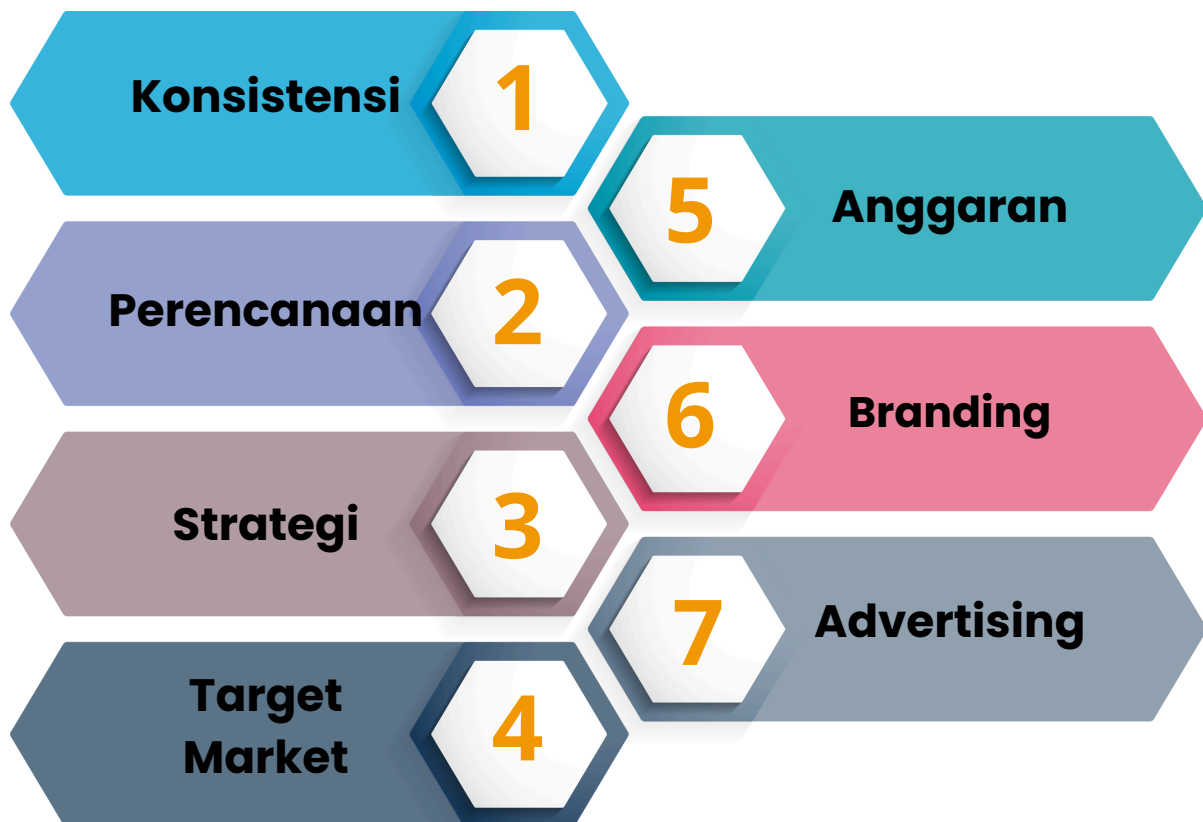 Konsistensi
1
Perencanaan
2
Strategi
3
Target
Market
4
5
Anggaran
6
Branding
7
Advertising